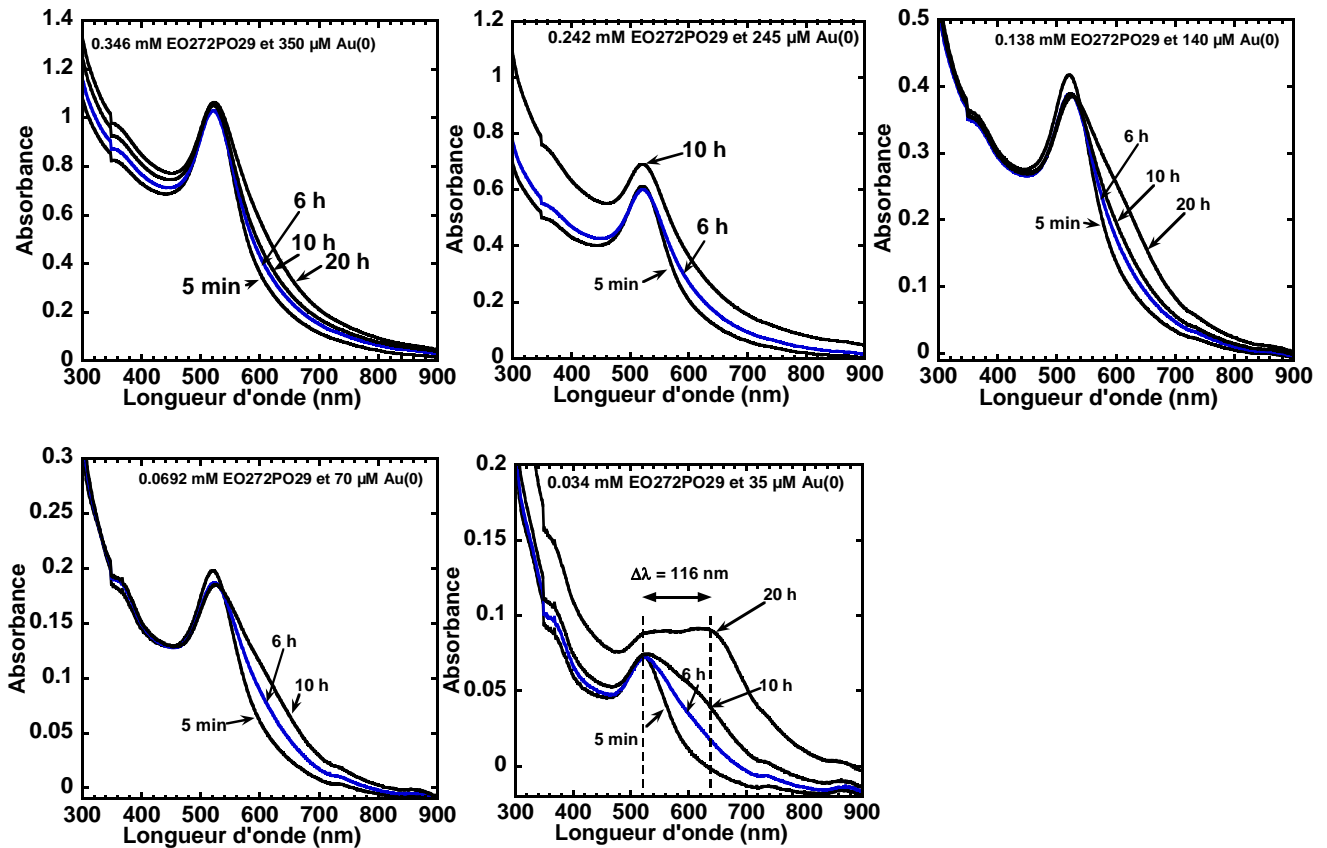 0.346 mM EO272PO29 et 350 µM Au(0)
Absorbance
1.4
1.2
1
0.8
0.6
0.4
0.2
0
6 h
10 h
20 h
5 min
300 400 500 600 700 800 900
Longueur d'onde (nm)
0.242 mM EO272PO29 et 245 µM Au(0)
Absorbance
1.2
1
0.8
0.6
0.4
0.2
0
10 h
6 h
5 min
300 400 500 600 700 800 900
Longueur d'onde (nm)
0.138 mM EO272PO29 et 140 µM Au(0)
Absorbance
0.5
0.4
0.3
0.2
0.1
0
6 h
10 h
20 h
5 min
300 400 500 600 700 800 900
Longueur d'onde (nm)
0.0692 mM EO272PO29 et 70 µM Au(0)
Absorbance
0.3
0.25
0.2
0.15
0.1
0.05
0
6 h
10 h
5 min
300 400 500 600 700 800 900
Longueur d'onde (nm)
0.034 mM EO272PO29 et 35 µM Au(0)
Absorbance
0.2
0.15
0.1
0.05
0
Δλ = 116 nm
20 h
6 h
10 h
5 min
300 400 500 600 700 800 900
Longueur d'onde (nm)